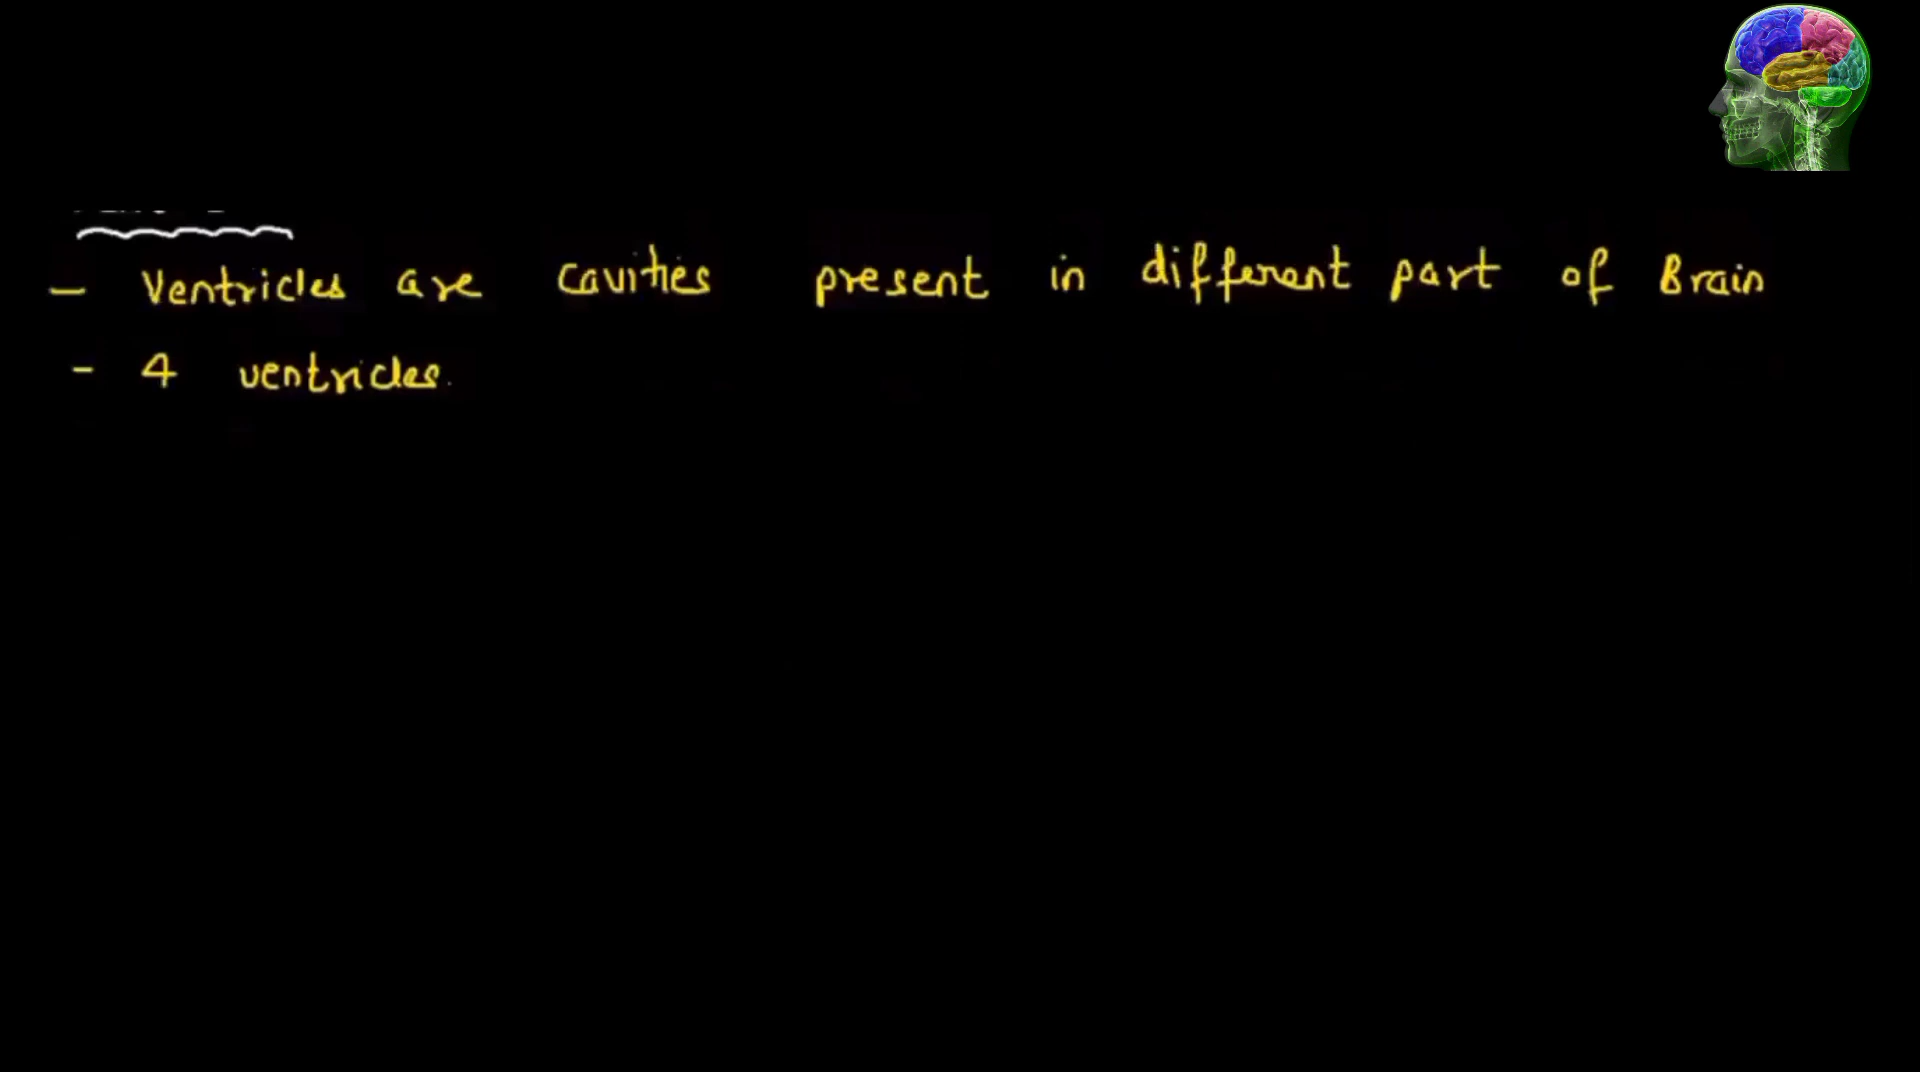 - Ventricles are cavities present in different part of Brain
- 4 ventricles.